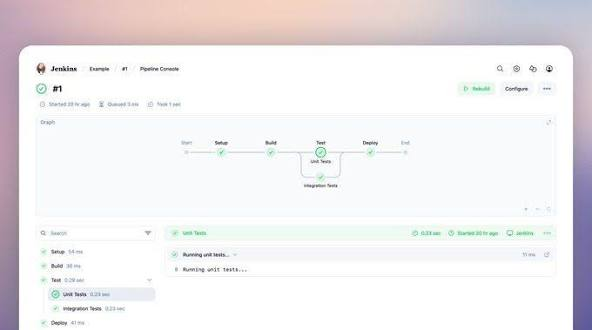 Jenkins / Example / #1 / Pipeline Console
#1
Rebuild
Configure
Started 20 hr ago
Queued 3 ms
Took 1 sec
Graph
Start
Setup
Build
Test
Deploy
End
Unit Tests
Integration Tests
Search
Setup 54 ms
Build 36 ms
Test 0.29 sec
Unit Tests 0.23 sec
Integration Tests 0.23 sec
Deploy 41 ms
Unit Tests
0.23 sec
Started 20 hr ago
Jenkins
Running unit tests...
11 ms
0 Running unit tests...